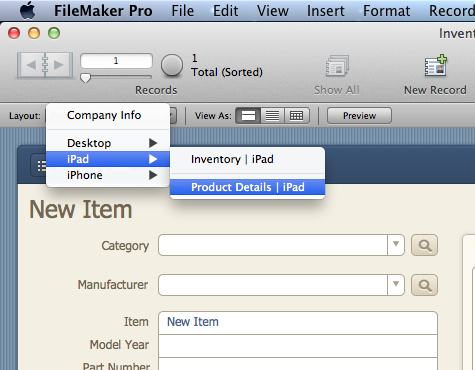 FileMaker Pro File Edit View Insert Format Record
Inven
1
1
Total (Sorted)
Records
Show All
New Record
Layout:
View As:
Preview
Company Info
Desktop
iPad
iPhone
Inventory | iPad
Product Details | iPad
New Item
Category
Manufacturer
Item New Item
Model Year
Part Number